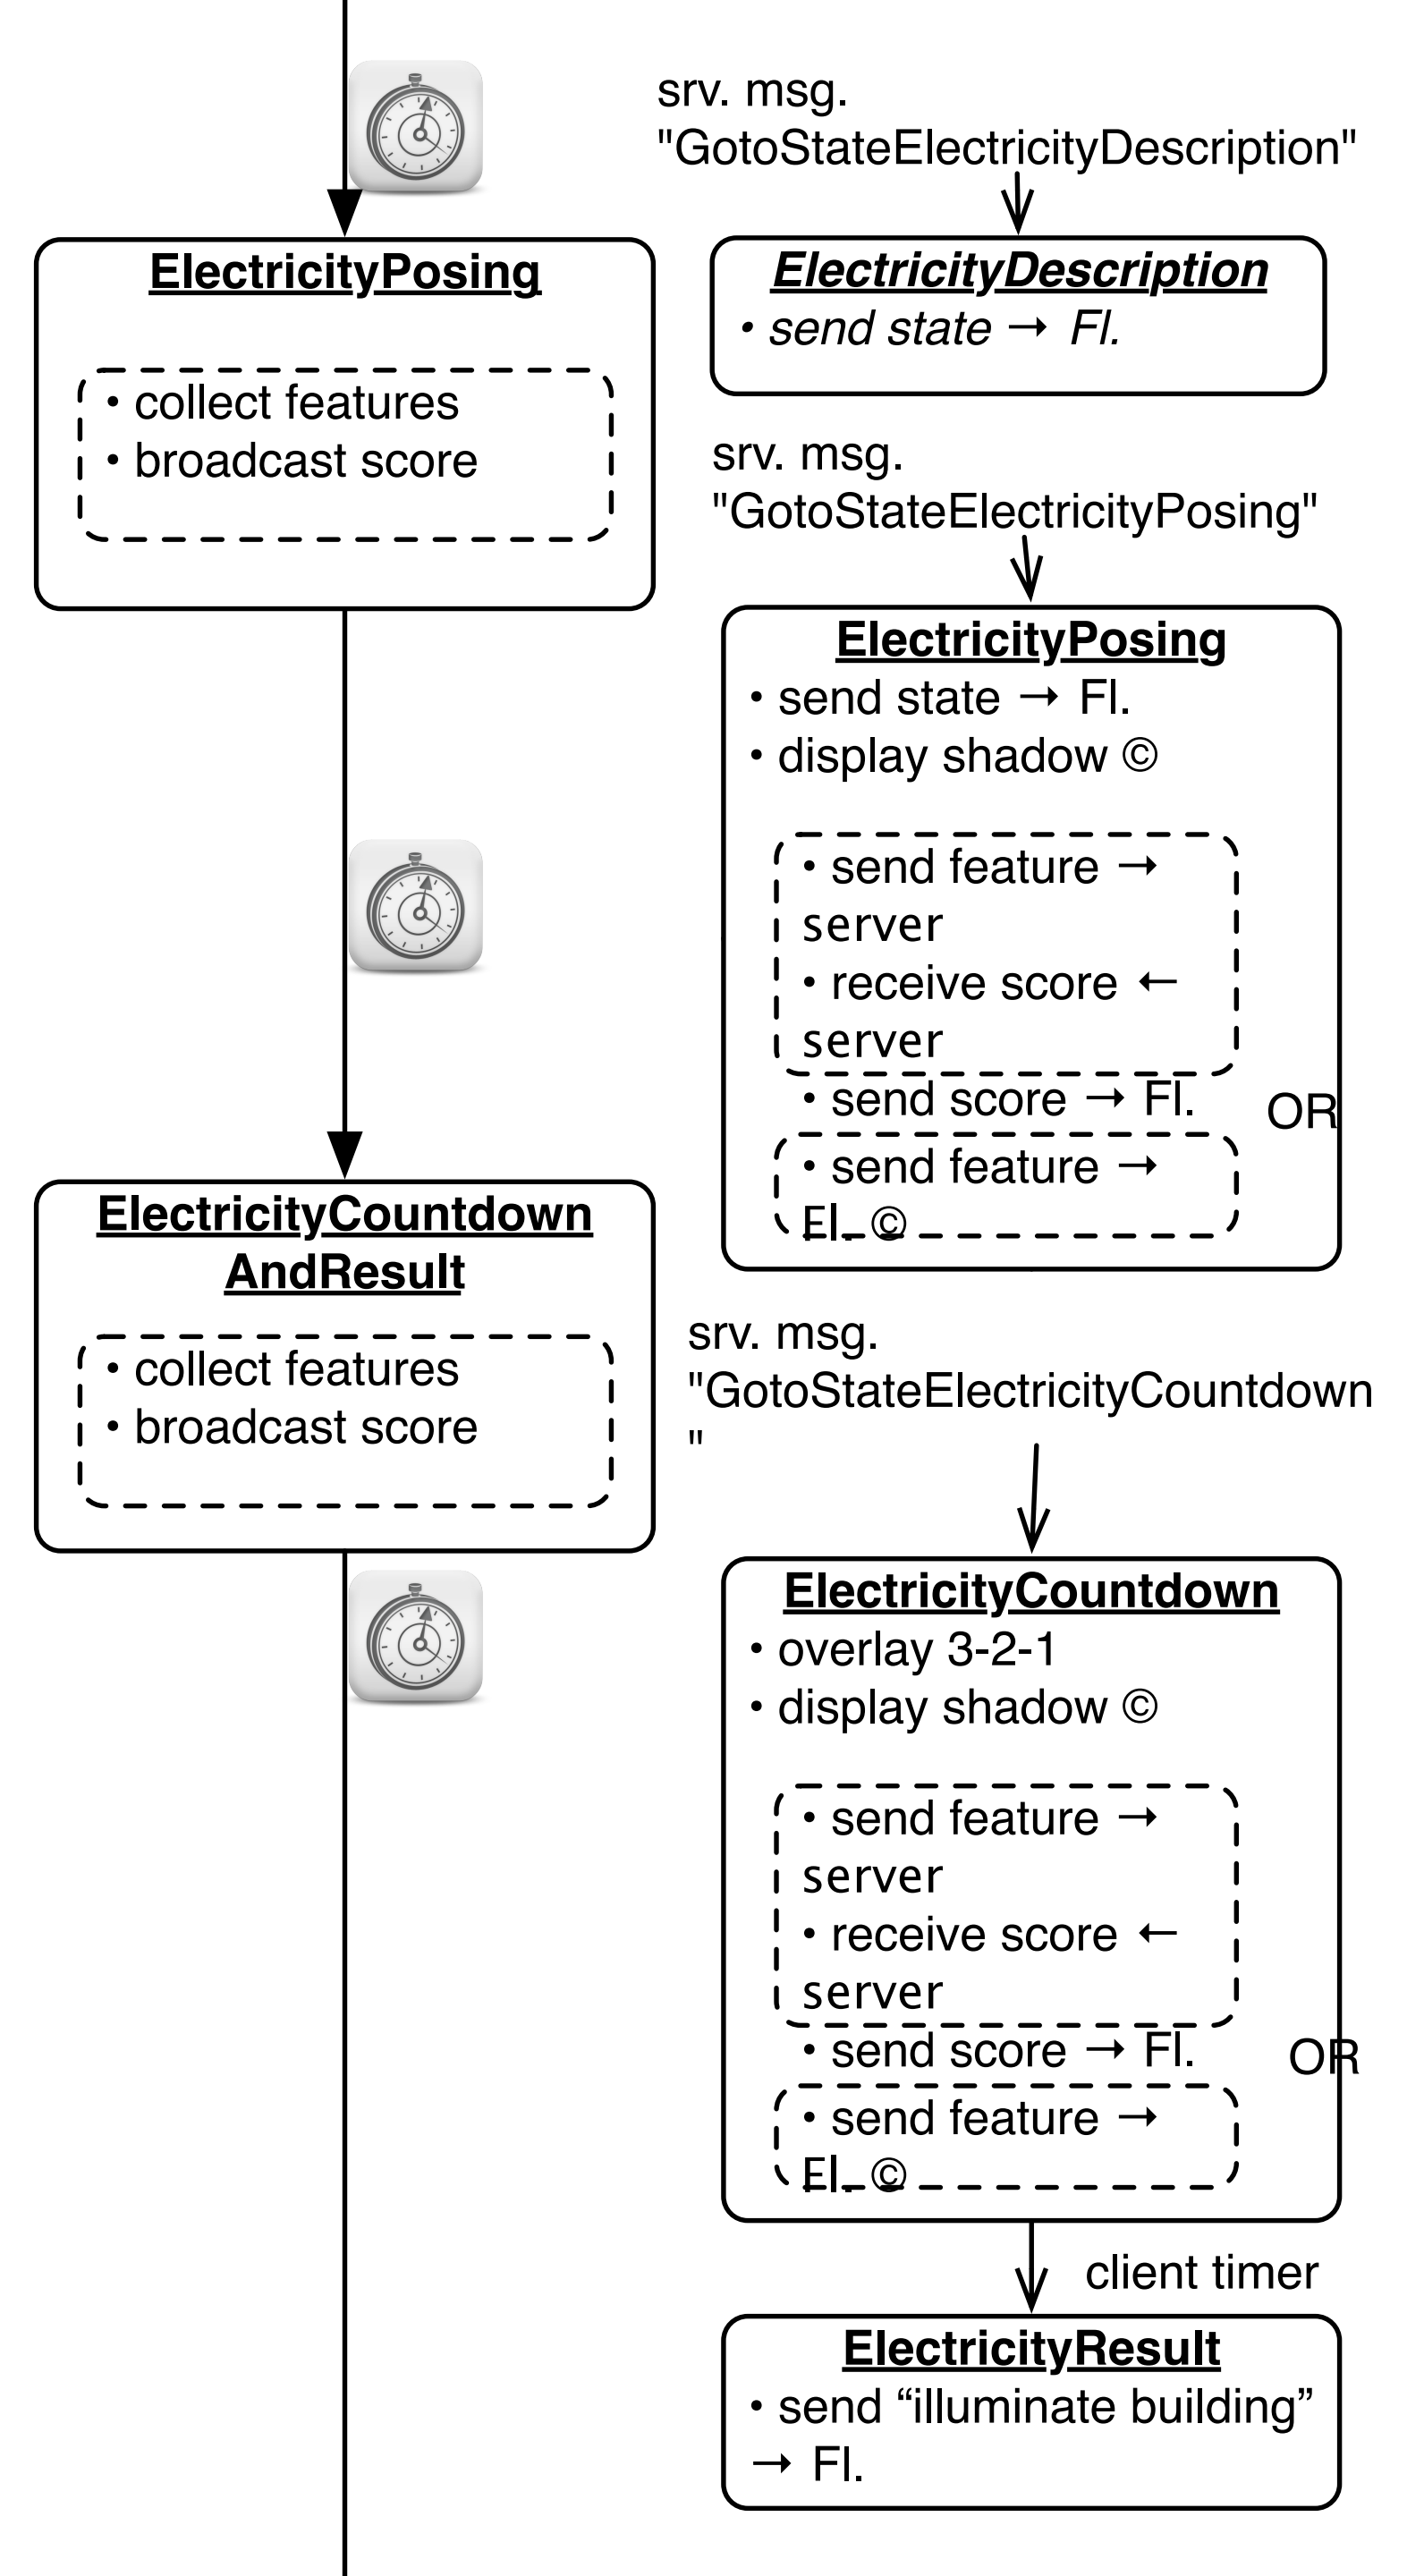 ElectricityPosing
• collect features
• broadcast score
ElectricityCountdown
AndResult
• collect features
• broadcast score
srv. msg.
"GotoStateElectricityDescription"
ElectricityDescription
• send state → Fl.
srv. msg.
"GotoStateElectricityPosing"
ElectricityPosing
• send state → Fl.
• display shadow ©
• send feature →
server
• receive score ←
server
• send score → Fl.
OR
• send feature →
Fl. ©
srv. msg.
"GotoStateElectricityCountdown
"
ElectricityCountdown
• overlay 3-2-1
• display shadow ©
• send feature →
server
• receive score ←
server
• send score → Fl.
OR
• send feature →
Fl. ©
client timer
ElectricityResult
• send “illuminate building”
→ Fl.